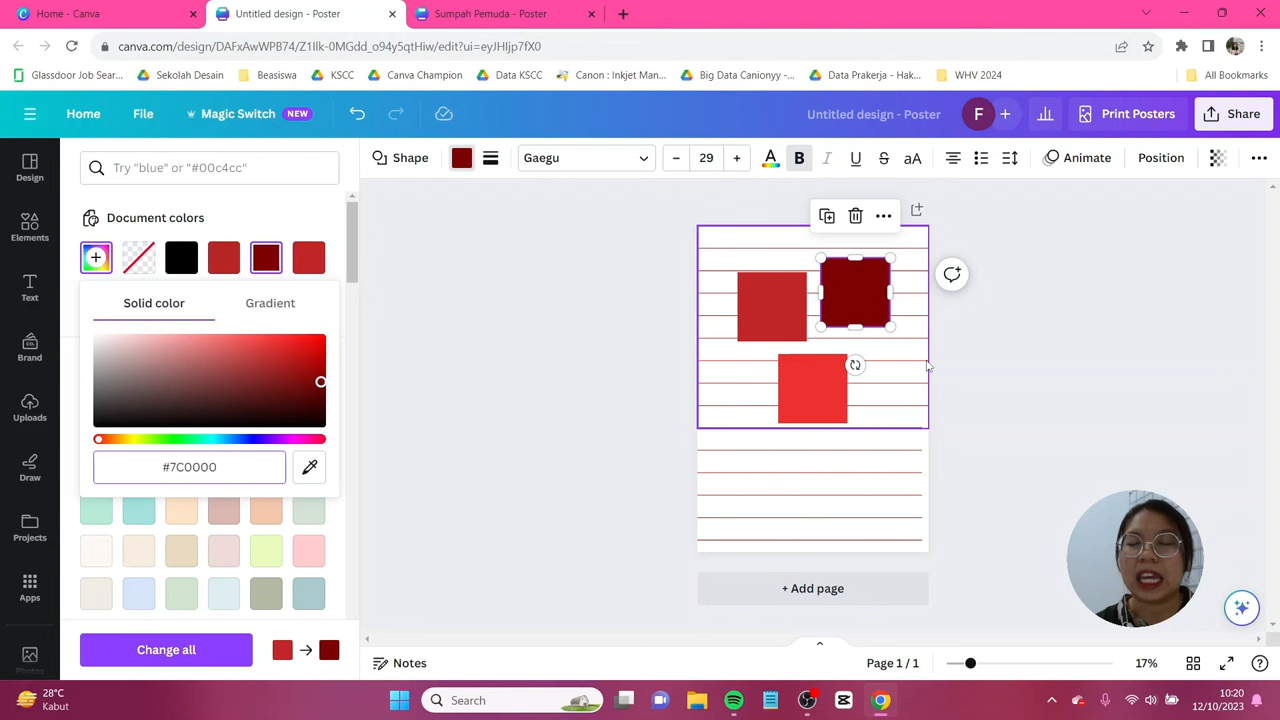 Home - Canva
Untitled design - Poster
Sumpah Pemuda - Poster
canva.com/design/DAFxAwWPB74/Z1Ilk-0MGdd_o94y5qtHiw/edit?ui=eyJHIjp7fX0
Glassdoor Job Sear...
Sekolah Desain
Beasiswa
KSCC
Canva Champion
Data KSCC
Canon : Inkjet Man...
Big Data Canionyy -...
Data Prakerja - Hak...
WHV 2024
All Bookmarks
Home
File
Magic Switch NEW
Untitled design - Poster
F
Print Posters
Share
Design
Elements
Text
Brand
Uploads
Draw
Projects
Apps
Photos
Try "blue" or "#00c4cc"
Shape
Gaegu
29
A
B
I
U
S
aA
Animate
Position
Document colors
Solid color
Gradient
#7C0000
Change all
+ Add page
Notes
Page 1 / 1
17%
28°C
Kabut
Search
10:20
12/10/2023